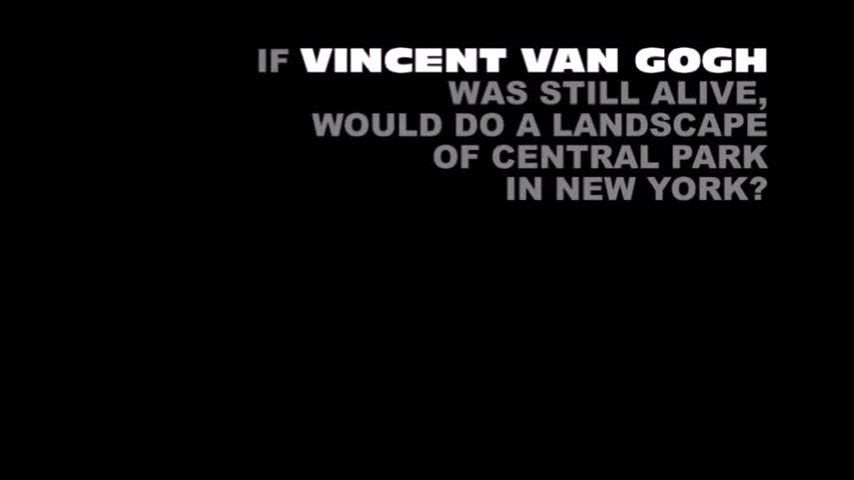 IF VINCENT VAN GOGH
WAS STILL ALIVE,
WOULD DO A LANDSCAPE
OF CENTRAL PARK
IN NEW YORK?